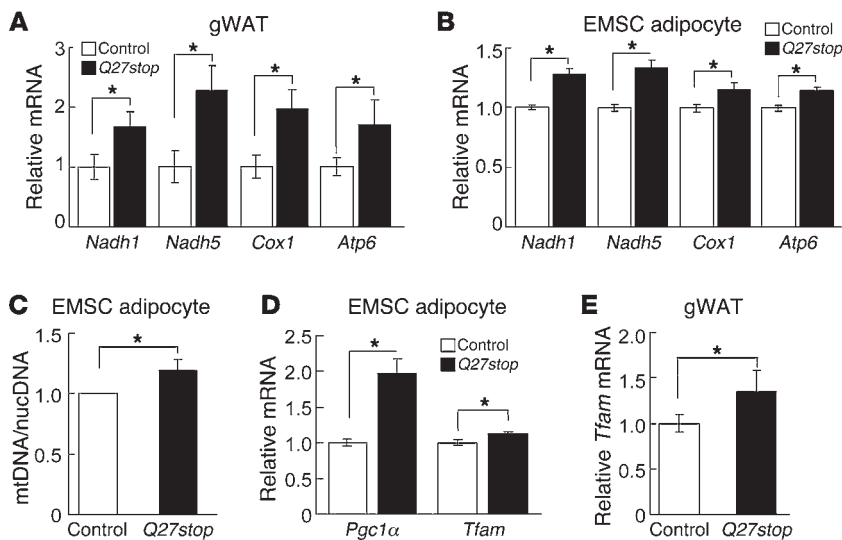 A
gWAT
Control
Q27stop
Relative mRNA
3
2
1
0
*
*
*
*
Nadh1
Nadh5
Cox1
Atp6
B
EMSC adipocyte
Control
Q27stop
Relative mRNA
1.5
1.0
0.5
0
*
*
*
*
Nadh1
Nadh5
Cox1
Atp6
C
EMSC adipocyte
mtDNA/nucDNA
1.5
1.0
1.5
0
*
Control
Q27stop
D
EMSC adipocyte
Control
Q27stop
Relative mRNA
2.5
2.0
1.5
1.0
0.5
0
*
*
Pgc1α
Tfam
E
gWAT
Relative Tfam mRNA
2.0
1.5
1.0
0.5
0
*
Control
Q27stop